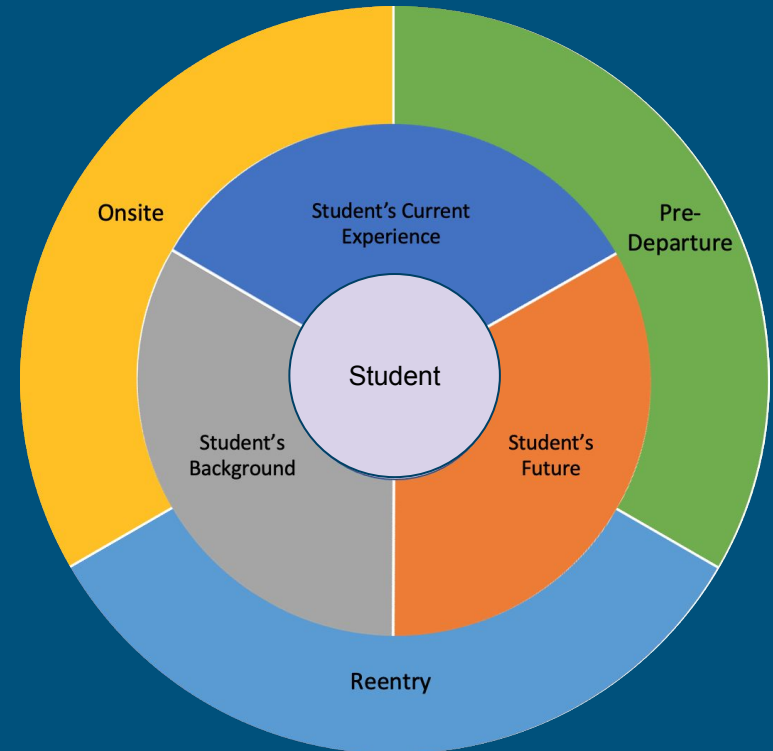 Onsite
Student's Current
Experience
Pre-
Departure
Student
Student's
Background
Student's
Future
Reentry